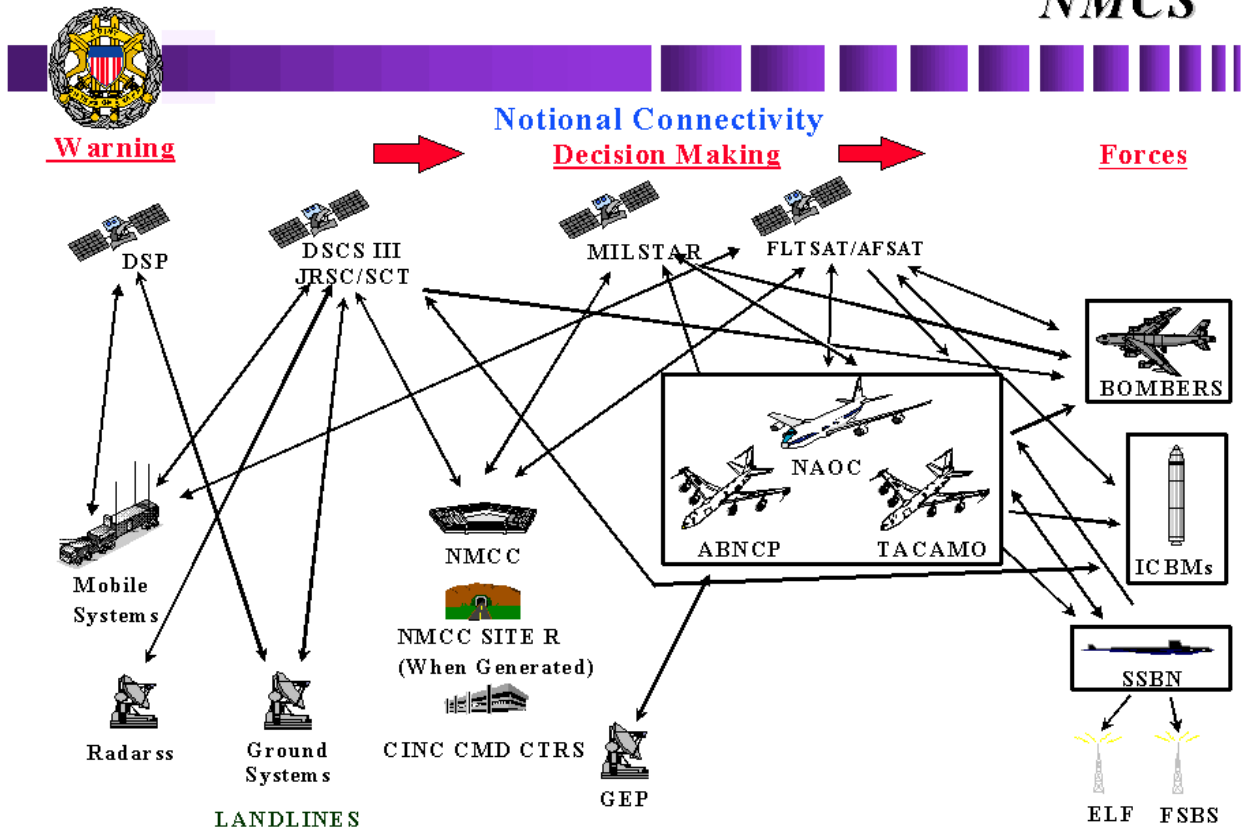 NMCS
Notional Connectivity
Warning
Decision Making
Forces
DSP
DSCS III
JRSC/SCT
MILSTAR
FLTSAT/AFSAT
BOMBERS
NAOC
ABNCP
TACAMO
ICBMs
NMCC
Mobile
Systems
NMCC SITE R
(When Generated)
SSBN
Radarss
Ground
Systems
CINC CMD CTRS
GEP
ELF
FSBS
LANDLINES